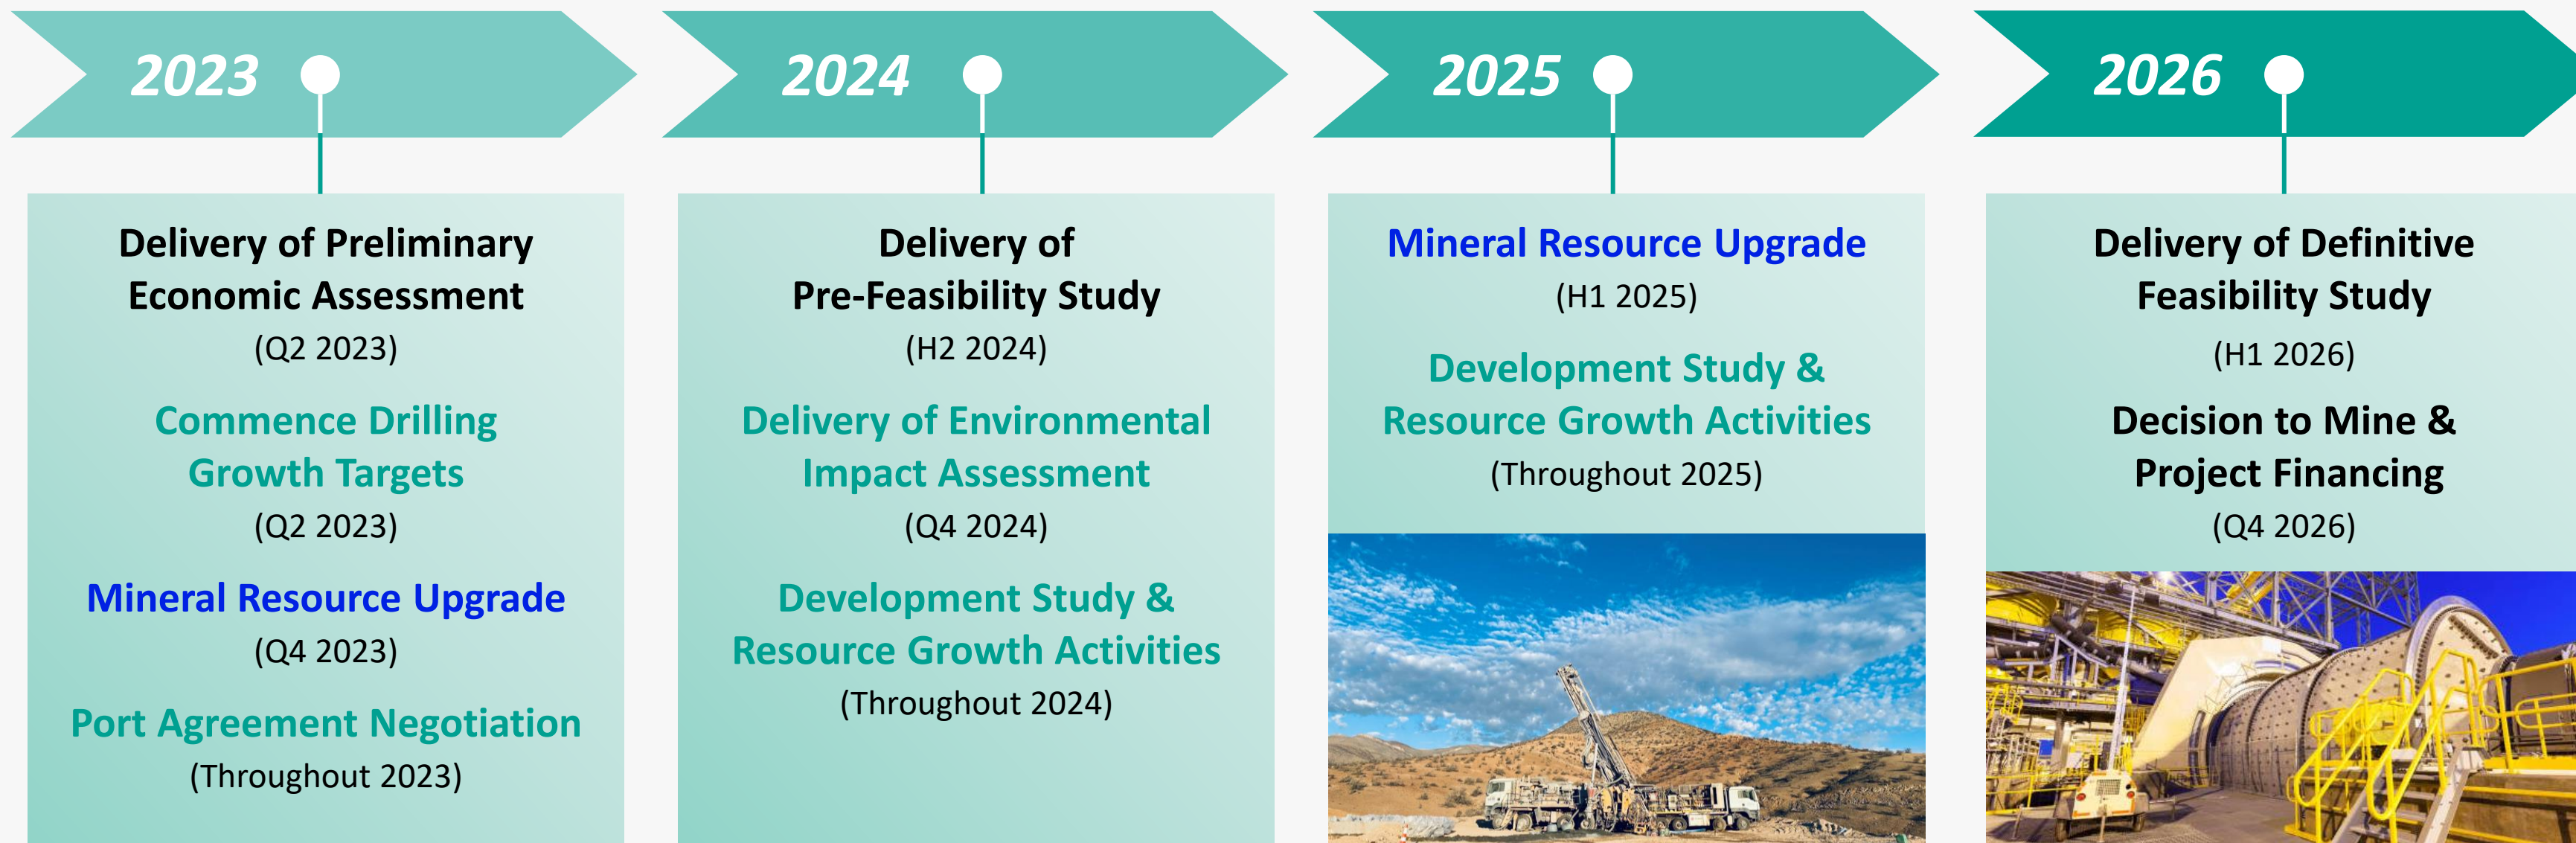 2023
Delivery of Preliminary
Economic Assessment
(Q2 2023)
Commence Drilling
Growth Targets
(Q2 2023)
Mineral Resource Upgrade
(Q4 2023)
Port Agreement Negotiation
(Throughout 2023)
2024
Delivery of
Pre-Feasibility Study
(H2 2024)
Delivery of Environmental
Impact Assessment
(Q4 2024)
Development Study &
Resource Growth Activities
(Throughout 2024)
2025
Mineral Resource Upgrade
(H1 2025)
Development Study &
Resource Growth Activities
(Throughout 2025)
2026
Delivery of Definitive
Feasibility Study
(H1 2026)
Decision to Mine &
Project Financing
(Q4 2026)